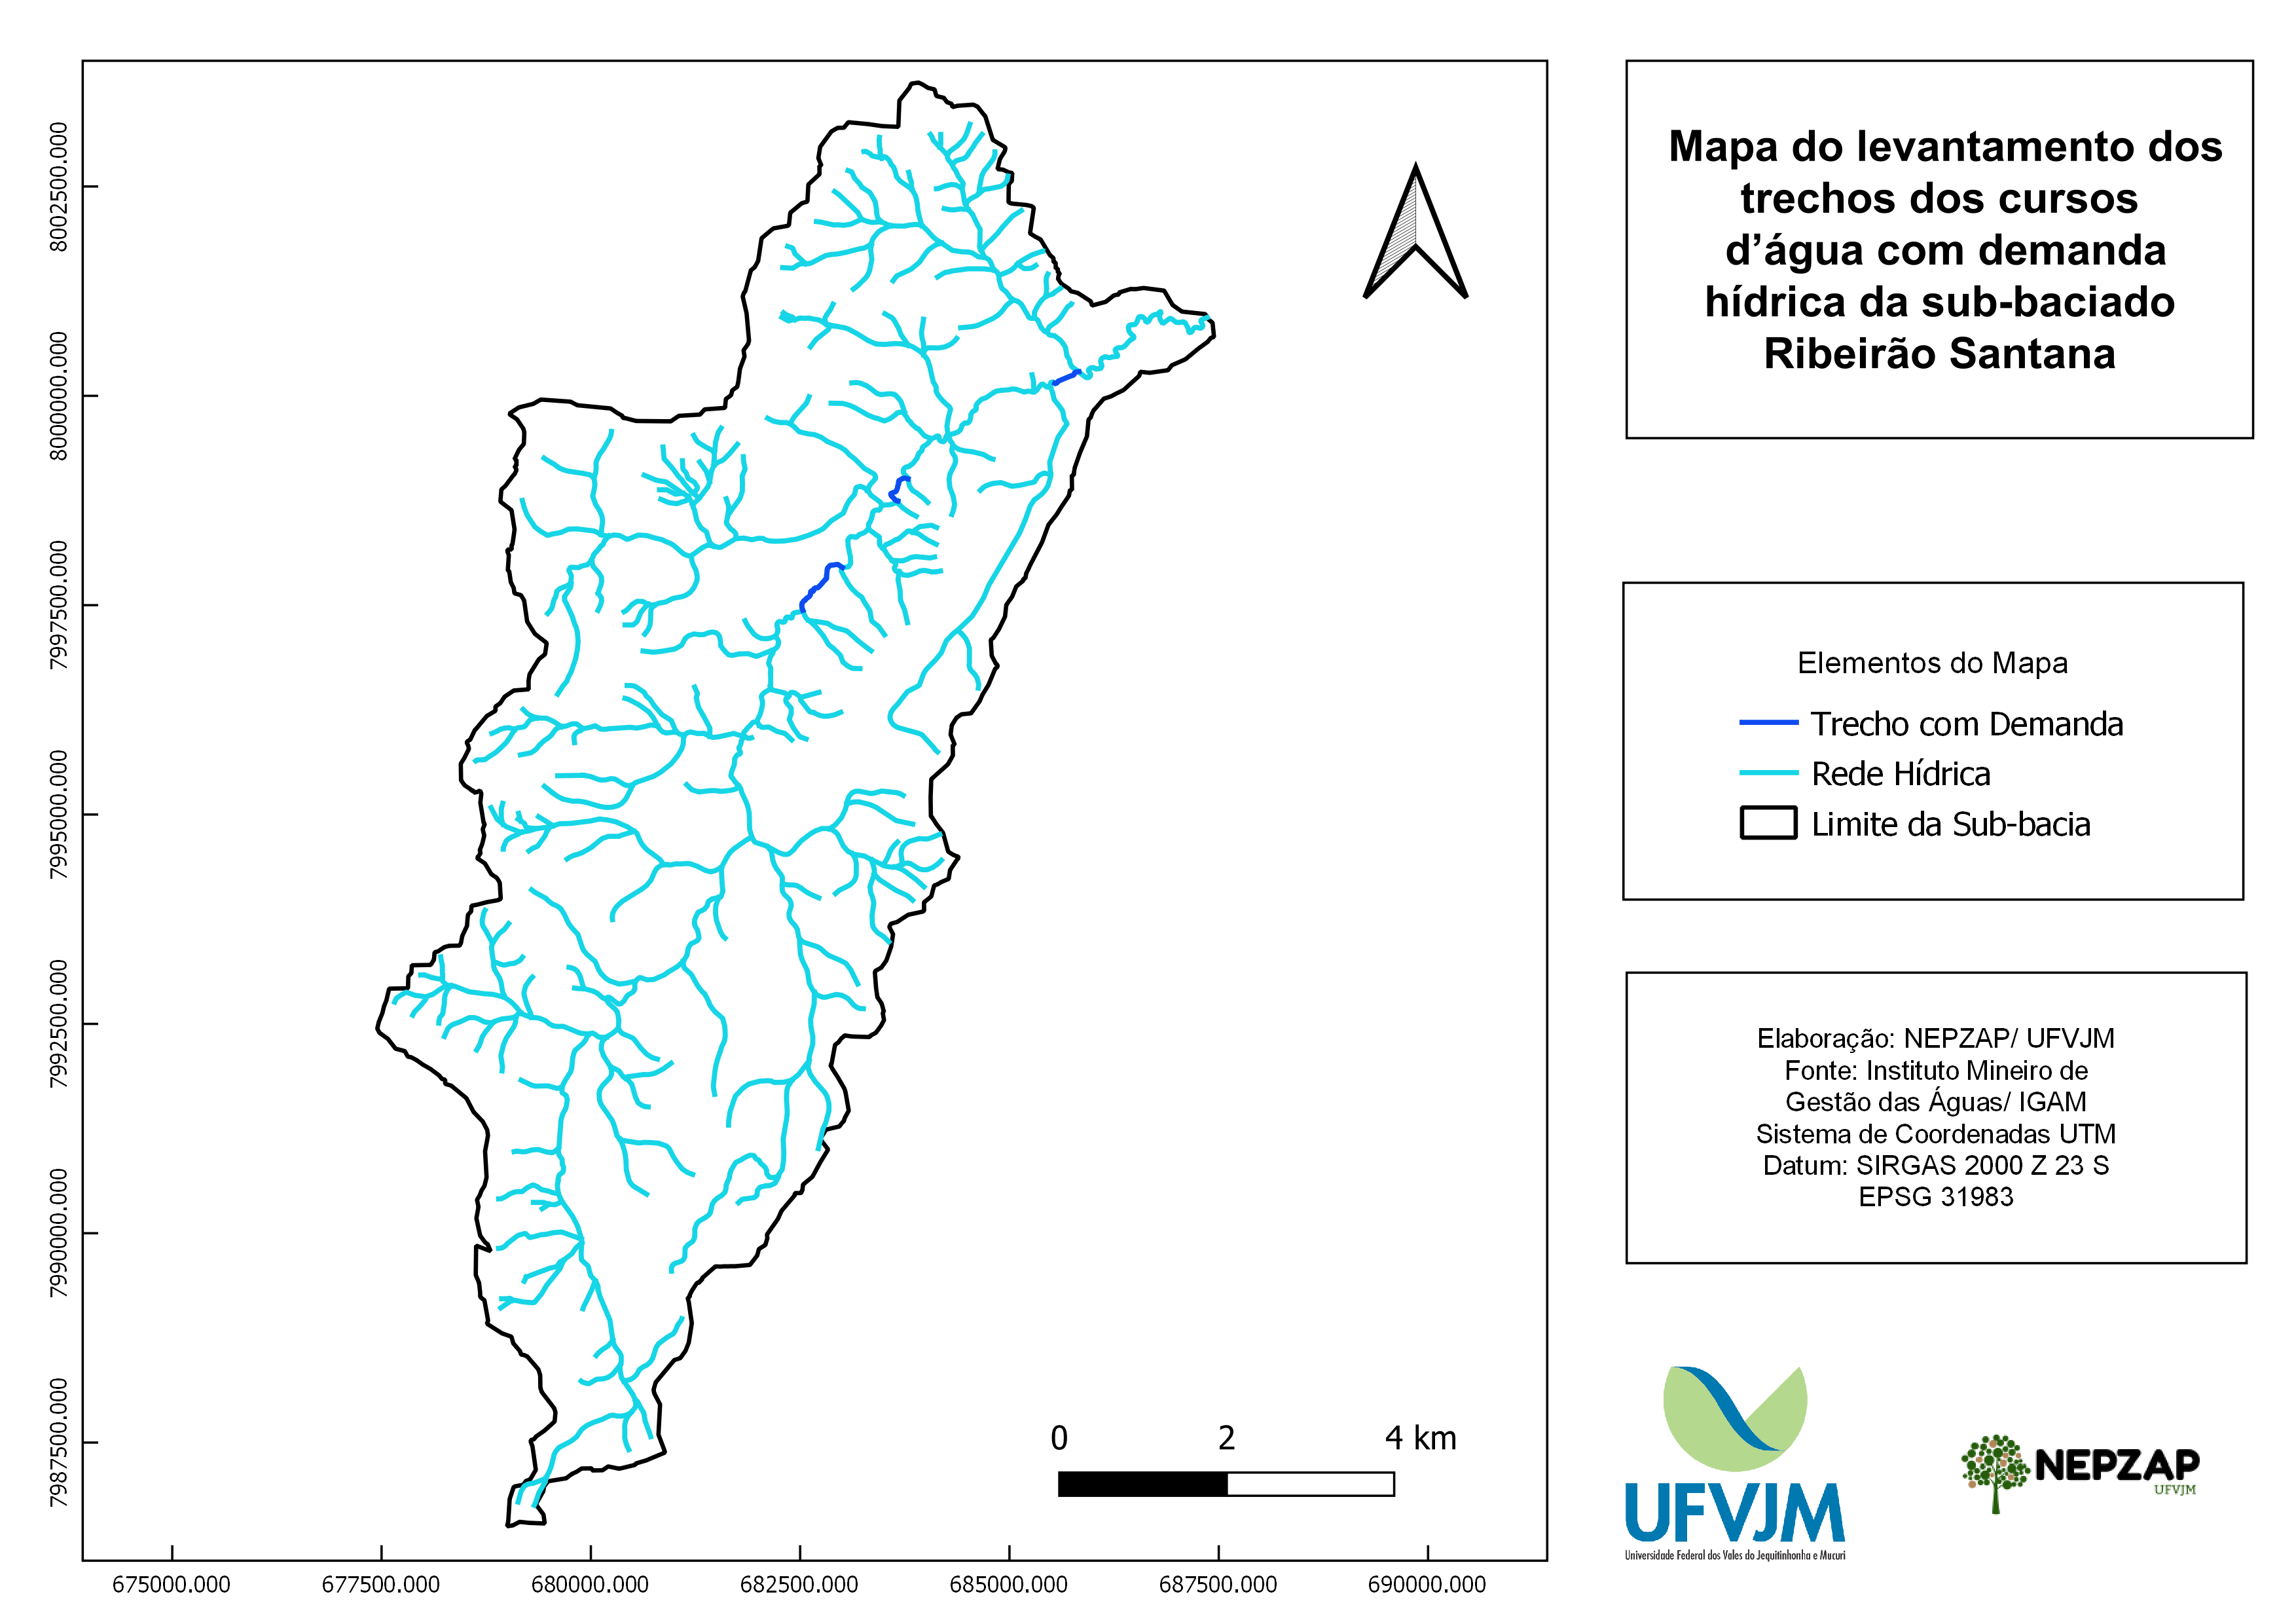 Mapa do levantamento dos
trechos dos cursos
d’água com demanda
hídrica da sub-baciado
Ribeirão Santana
8002500.000
8000000.000
7997500.000
7995000.000
7992500.000
7990000.000
7987500.000
675000.000
677500.000
680000.000
682500.000
685000.000
687500.000
690000.000
0 2 4 km
Elementos do Mapa
Trecho com Demanda
Rede Hídrica
Limite da Sub-bacia
Elaboração: NEPZAP/ UFVJM
Fonte: Instituto Mineiro de
Gestão das Águas/ IGAM
Sistema de Coordenadas UTM
Datum: SIRGAS 2000 Z 23 S
EPSG 31983
UFVJM
Universidade Federal dos Vales do Jequitinhonha e Mucuri
NEPZAP
UFVJM